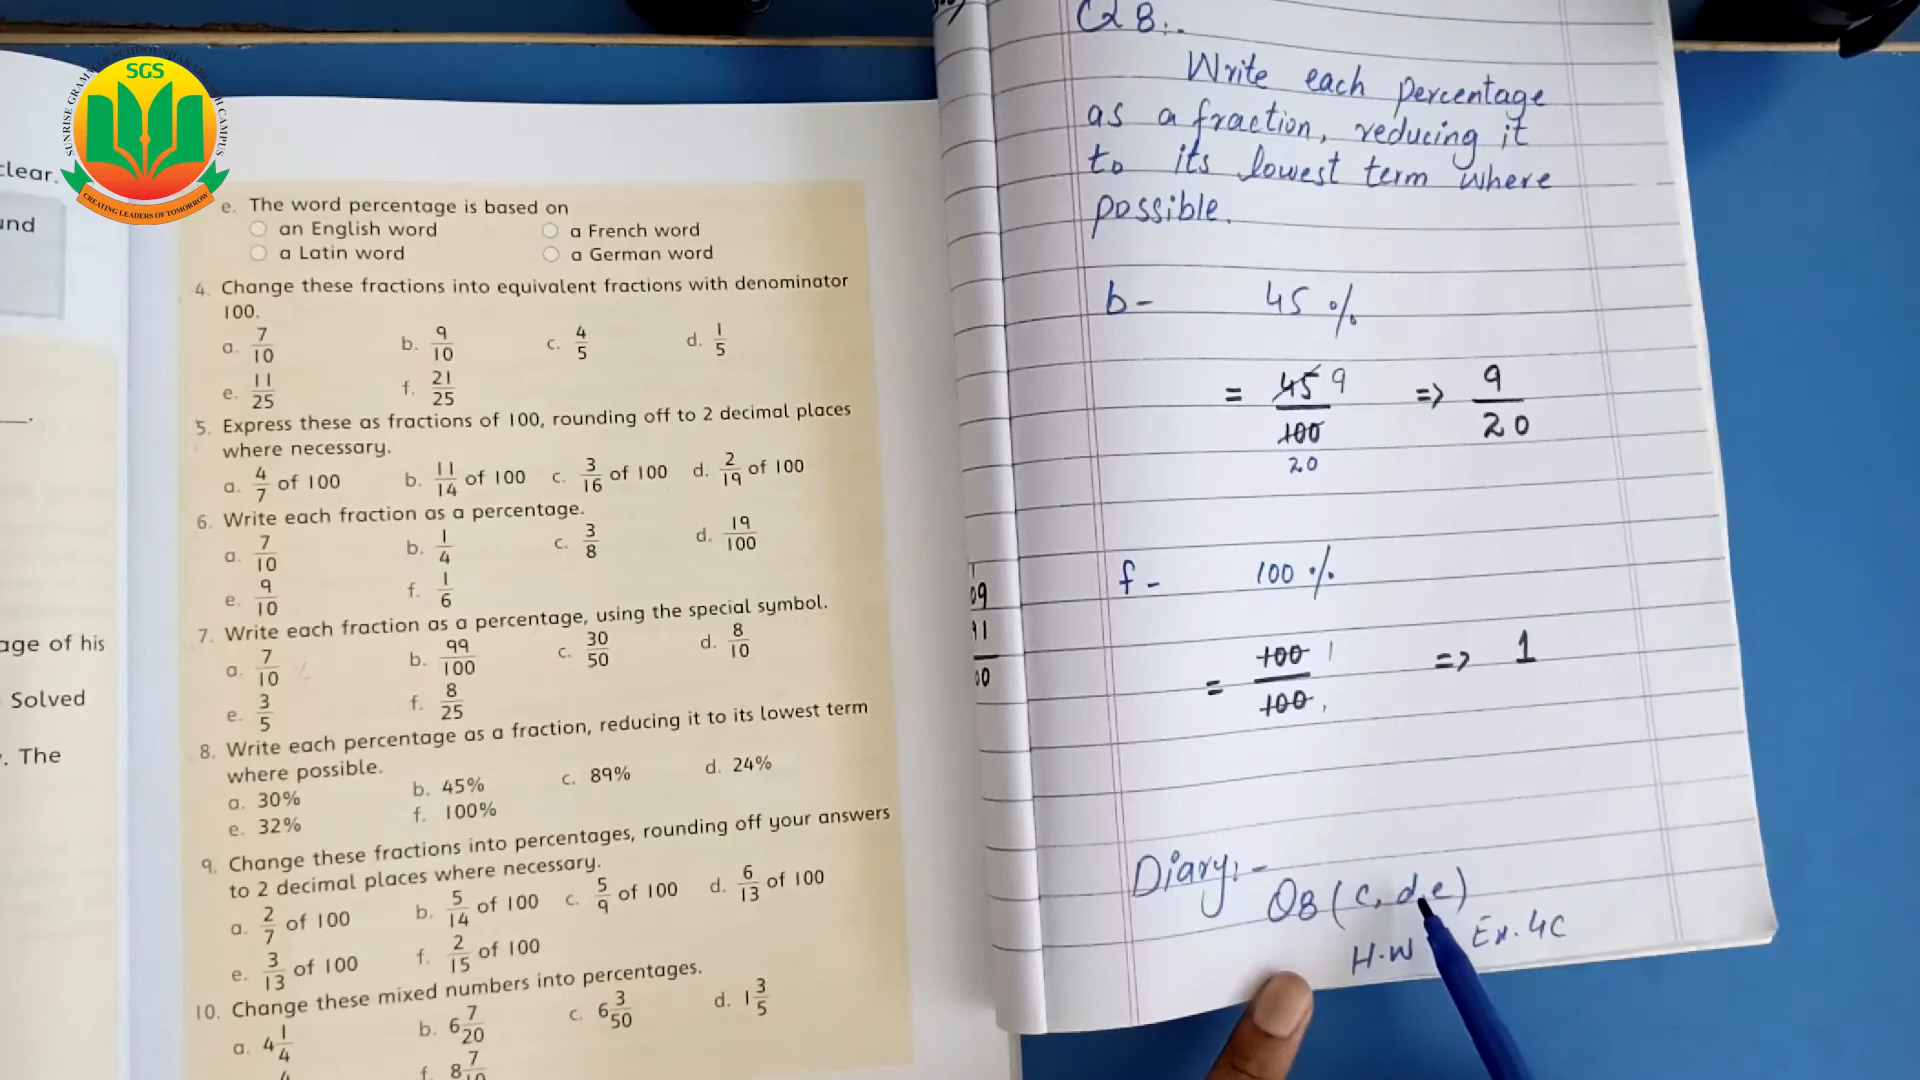 SUNRISE GRAMMAR SCHOOL SHAKARGARH CAMPUS
SGS
CREATING LEADERS OF TOMORROW
clear.
und
age of his
Solved
. The
e. The word percentage is based on
an English word a French word
a Latin word a German word
4. Change these fractions into equivalent fractions with denominator
100.
a. 7/10 b. 9/10 c. 4/5 d. 1/5
e. 11/25 f. 21/25
5. Express these as fractions of 100, rounding off to 2 decimal places
where necessary.
a. 4/7 of 100 b. 11/14 of 100 c. 3/16 of 100 d. 2/19 of 100
6. Write each fraction as a percentage.
a. 7/10 b. 1/4 c. 3/8 d. 19/100
e. 9/10 f. 1/6
7. Write each fraction as a percentage, using the special symbol.
a. 7/10 b. 99/100 c. 30/50 d. 8/10
e. 3/5 f. 8/25
8. Write each percentage as a fraction, reducing it to its lowest term
where possible.
a. 30% b. 45% c. 89% d. 24%
e. 32% f. 100%
9. Change these fractions into percentages, rounding off your answers
to 2 decimal places where necessary.
a. 2/7 of 100 b. 5/14 of 100 c. 5/9 of 100 d. 6/13 of 100
e. 3/13 of 100 f. 2/15 of 100
10. Change these mixed numbers into percentages.
a. 4 1/4 b. 6 7/20 c. 6 3/50 d. 1 3/5
f. 8 7/10
09
91
00
Q8:-
Write each percentage
as a fraction, reducing it
to its lowest term where
possible.
b- 45 %
= 45 9 / 100 20 => 9/20
f- 100 %
= 100 1 / 100 => 1
Diary:-
Q8 (c, d, e)
H.W Ex. 4C